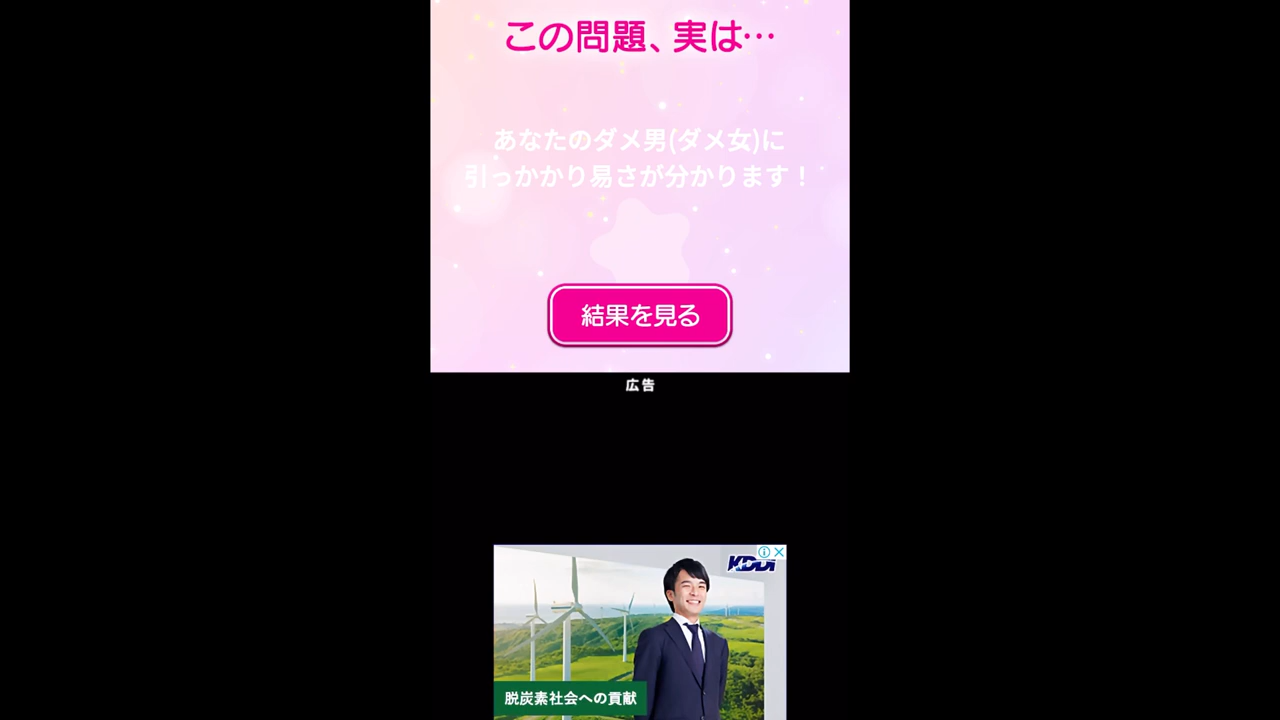 この問題、実は…
あなたのダメ男(ダメ女)に
引っかかり易さが分かります！
結果を見る
広告
KDDI
脱炭素社会への貢献